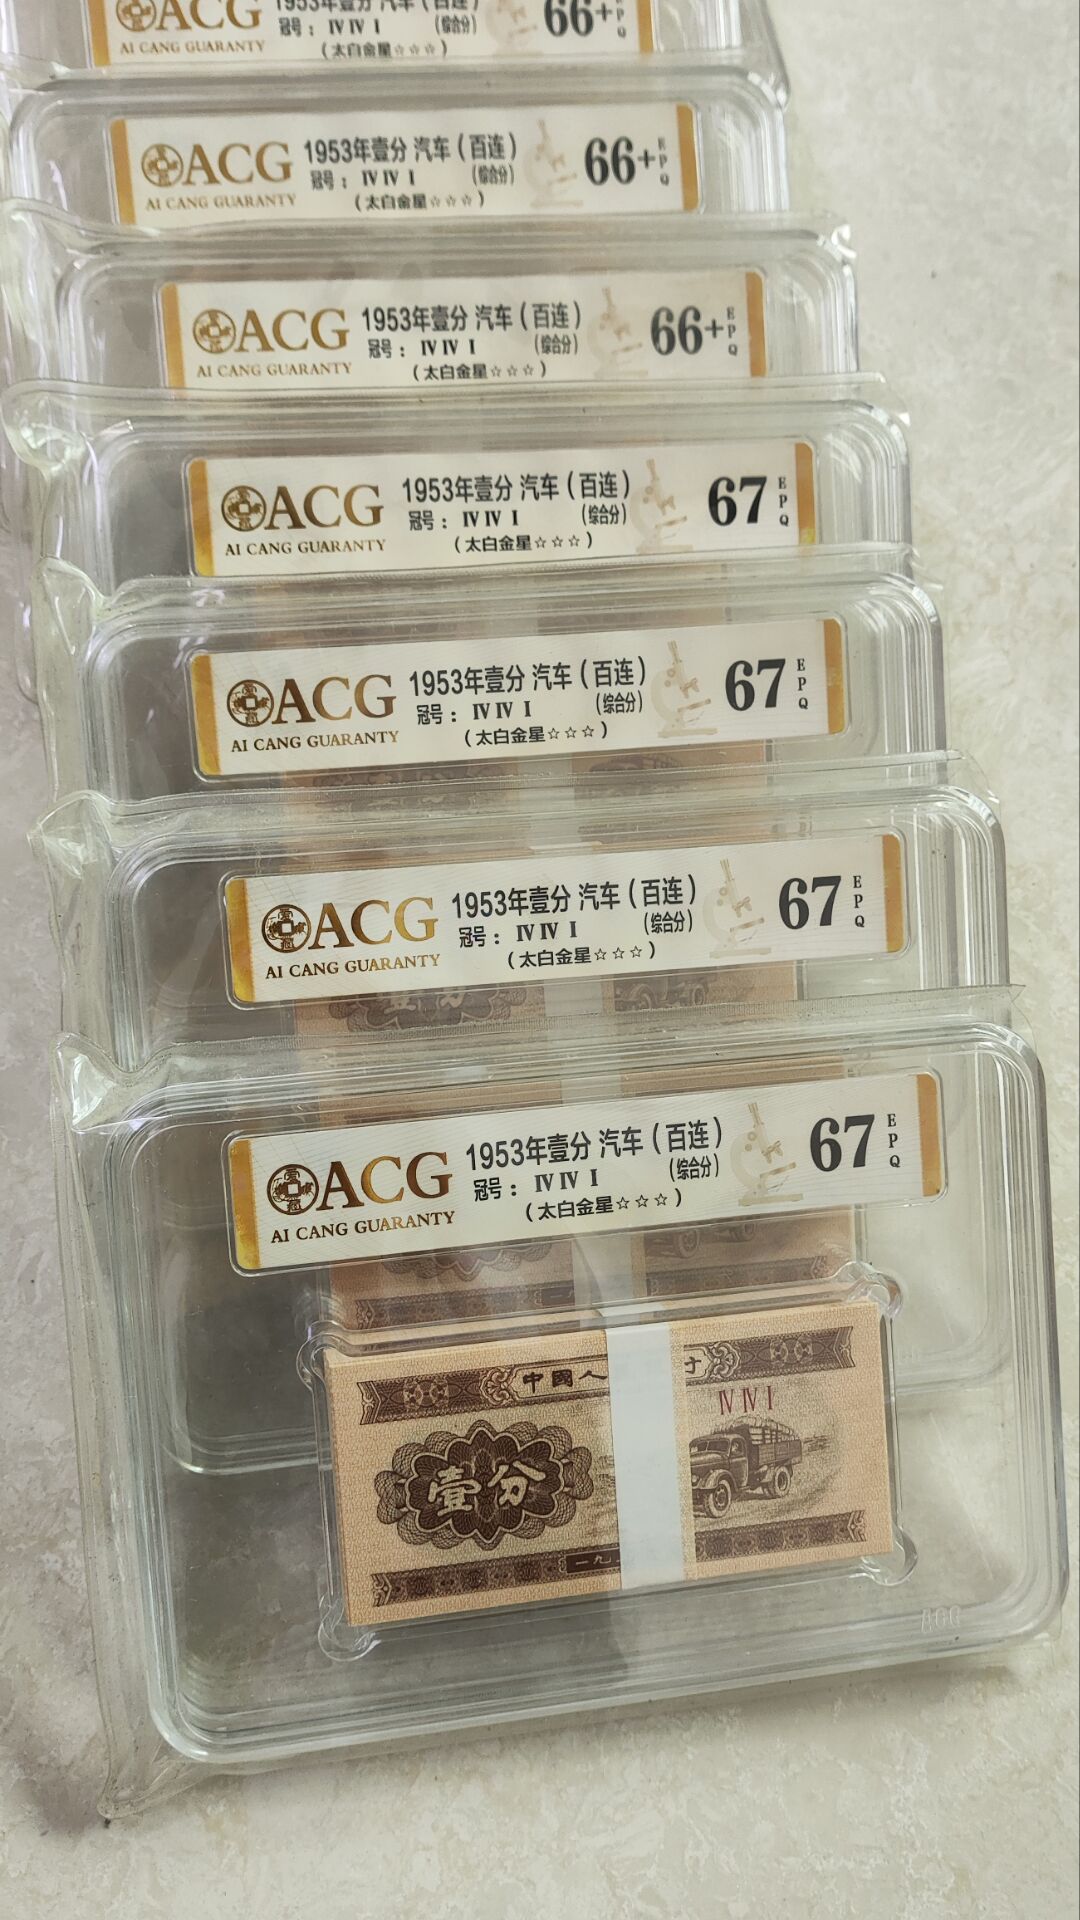 ACG
1953年壹分 汽车(百连)
66+
EPQ
冠号: IV IV I (综合分)
AI CANG GUARANTY
(太白金星☆☆☆)
ACG
1953年壹分 汽车(百连)
66+
EPQ
冠号: IV IV I (综合分)
AI CANG GUARANTY
(太白金星☆☆☆)
ACG
1953年壹分 汽车(百连)
66+
EPQ
冠号: IV IV I (综合分)
AI CANG GUARANTY
(太白金星☆☆☆)
ACG
1953年壹分 汽车(百连)
67
EPQ
冠号: IV IV I (综合分)
AI CANG GUARANTY
(太白金星☆☆☆)
ACG
1953年壹分 汽车(百连)
67
EPQ
冠号: IV IV I (综合分)
AI CANG GUARANTY
(太白金星☆☆☆)
ACG
1953年壹分 汽车(百连)
67
EPQ
冠号: IV IV I (综合分)
AI CANG GUARANTY
(太白金星☆☆☆)
壹分
ACG
1953年壹分 汽车(百连)
67
EPQ
冠号: IV IV I (综合分)
AI CANG GUARANTY
(太白金星☆☆☆)
中國人
IV IV I
壹分
一九